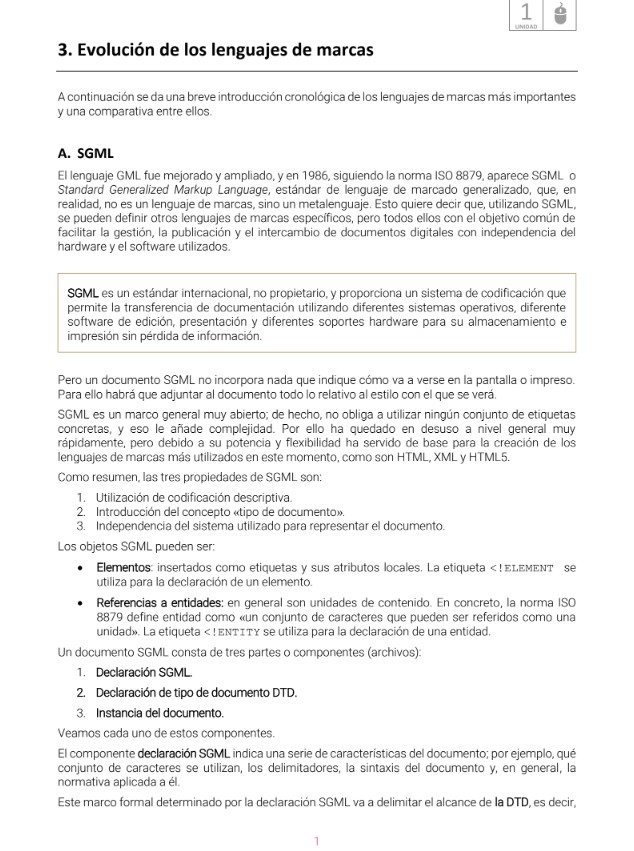 1
UNIDAD
3. Evolución de los lenguajes de marcas
A continuación se da una breve introducción cronológica de los lenguajes de marcas más importantes
y una comparativa entre ellos.
A. SGML
El lenguaje GML fue mejorado y ampliado, y en 1986, siguiendo la norma ISO 8879, aparece SGML o
Standard Generalized Markup Language, estándar de lenguaje de marcado generalizado, que, en
realidad, no es un lenguaje de marcas, sino un metalenguaje. Esto quiere decir que, utilizando SGML,
se pueden definir otros lenguajes de marcas específicos, pero todos ellos con el objetivo común de
facilitar la gestión, la publicación y el intercambio de documentos digitales con independencia del
hardware y el software utilizados.
SGML es un estándar internacional, no propietario, y proporciona un sistema de codificación que
permite la transferencia de documentación utilizando diferentes sistemas operativos, diferente
software de edición, presentación y diferentes soportes hardware para su almacenamiento e
impresión sin pérdida de información.
Pero un documento SGML no incorpora nada que indique cómo va a verse en la pantalla o impreso.
Para ello habrá que adjuntar al documento todo lo relativo al estilo con el que se verá.
SGML es un marco general muy abierto; de hecho, no obliga a utilizar ningún conjunto de etiquetas
concretas, y eso le añade complejidad. Por ello ha quedado en desuso a nivel general muy
rápidamente, pero debido a su potencia y flexibilidad ha servido de base para la creación de los
lenguajes de marcas más utilizados en este momento, como son HTML, XML y HTML5.
Como resumen, las tres propiedades de SGML son:
1. Utilización de codificación descriptiva.
2. Introducción del concepto «tipo de documento».
3. Independencia del sistema utilizado para representar el documento.
Los objetos SGML pueden ser:
• Elementos: insertados como etiquetas y sus atributos locales. La etiqueta <!ELEMENT se
utiliza para la declaración de un elemento.
• Referencias a entidades: en general son unidades de contenido. En concreto, la norma ISO
8879 define entidad como «un conjunto de caracteres que pueden ser referidos como una
unidad». La etiqueta <!ENTITY se utiliza para la declaración de una entidad.
Un documento SGML consta de tres partes o componentes (archivos):
1. Declaración SGML.
2. Declaración de tipo de documento DTD.
3. Instancia del documento.
Veamos cada uno de estos componentes.
El componente declaración SGML indica una serie de características del documento; por ejemplo, qué
conjunto de caracteres se utilizan, los delimitadores, la sintaxis del documento y, en general, la
normativa aplicada a él.
Este marco formal determinado por la declaración SGML va a delimitar el alcance de la DTD, es decir,
1